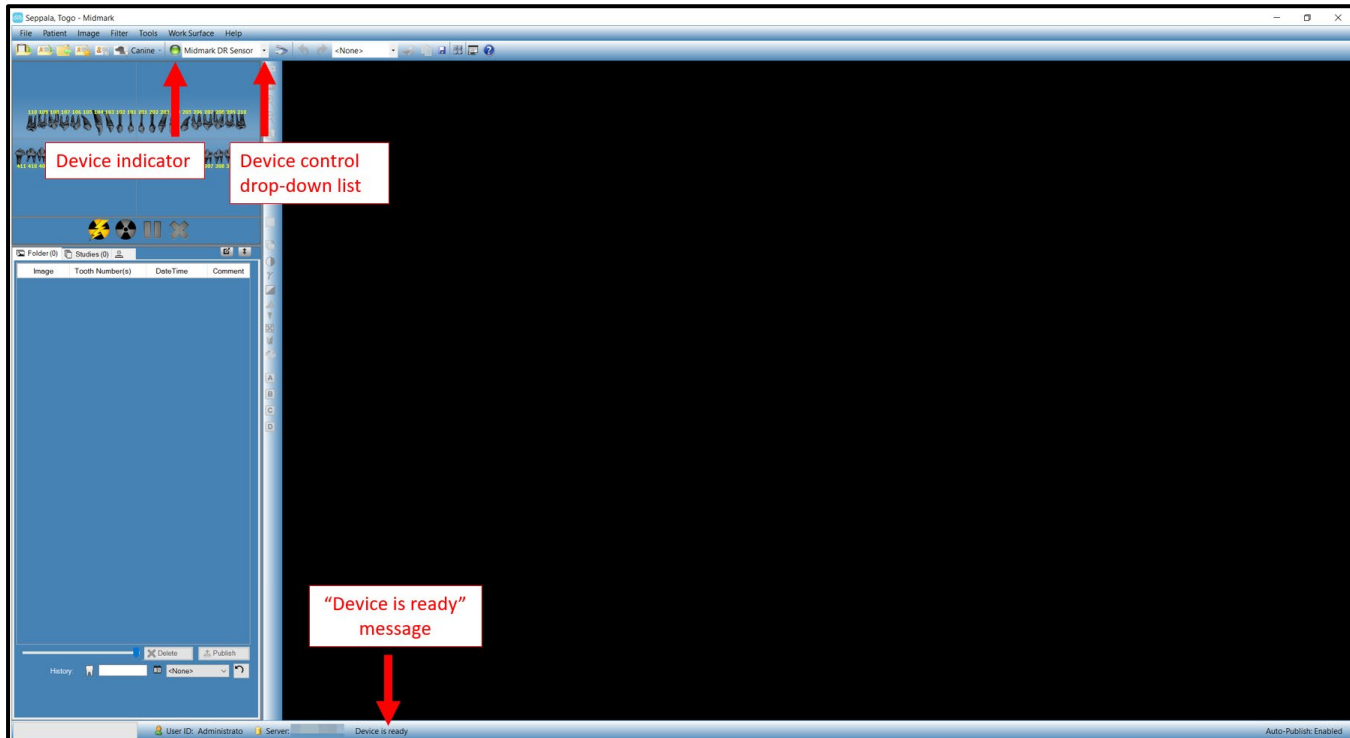 Seppala, Togo - Midmark
File Patient Image Filter Tools Work Surface Help
Canine Midmark DR Sensor <None>
Device indicator
Device control
drop-down list
Folder (0) Studies (0)
Image Tooth Number(s) DateTime Comment
A
B
C
D
"Device is ready"
message
Delete Publish
History: <None>
User ID: Administrato Server: Device is ready Auto-Publish: Enabled